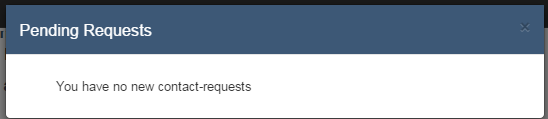 Pending Requests ×
You have no new contact-requests